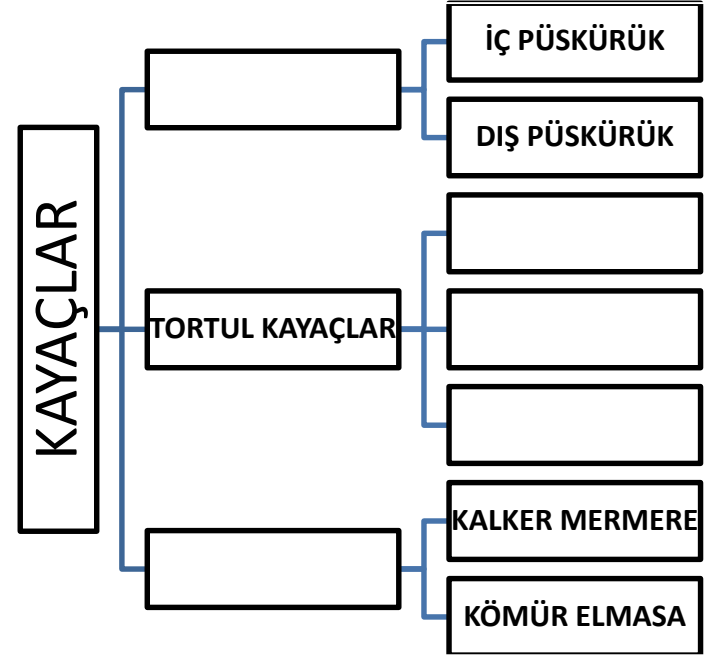 İÇ PÜSKÜRÜK
DIŞ PÜSKÜRÜK
KAYAÇLAR
TORTUL KAYAÇLAR
KALKER MERMERE
KÖMÜR ELMASA